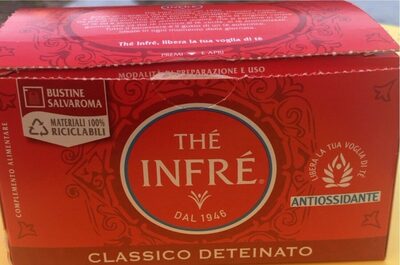 Thé Infré, libera la tua voglia di tè
PREMI
APRI
MODALITÀ DI PREPARAZIONE E USO
BUSTINE
SALVAROMA
MATERIALI 100%
RICICLABILI
COMPLEMENTO ALIMENTARE
THÉ
INFRÉ®
DAL 1946
LIBERA LA TUA VOGLIA DI TÈ
ANTIOSSIDANTE
CLASSICO DETEINATO